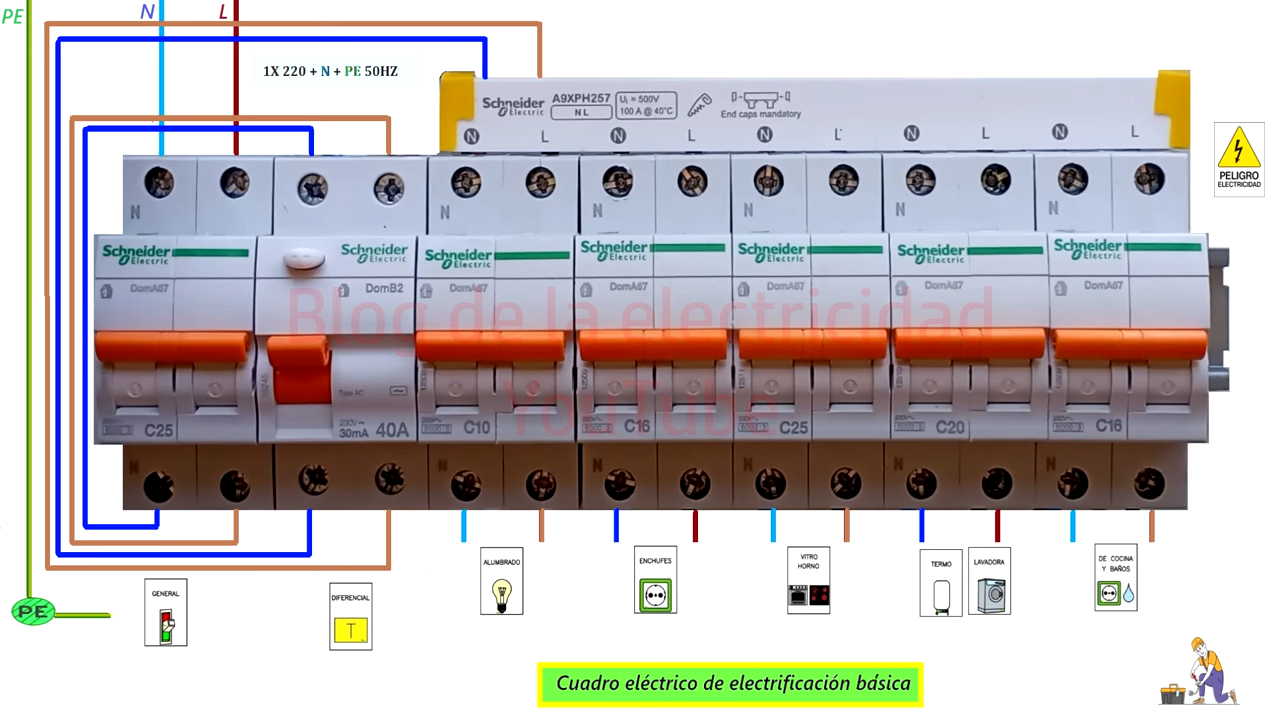 PE
N
L
1X 220 + N + PE 50HZ
Schneider Electric
A9XPH257
N L
Ui = 500V
100 A @ 40°C
End caps mandatory
N L N L N L N L N L
PELIGRO
ELECTRICIDAD
N
N
N
N
N
N
Schneider Electric
Schneider Electric
Schneider Electric
Schneider Electric
Schneider Electric
Schneider Electric
Schneider Electric
DomA67
DomB2
DomA67
DomA67
DomA67
DomA67
DomA67
Blog de la electricidad
YouTube
Type AC
230V~
30mA 40A
C25
C10
C16
C25
C20
C16
N
N
N
N
N
N
GENERAL
DIFERENCIAL
T
ALUMBRADO
ENCHUFES
VITRO
HORNO
TERMO
LAVADORA
DE COCINA
Y BAÑOS
PE
Cuadro eléctrico de electrificación básica